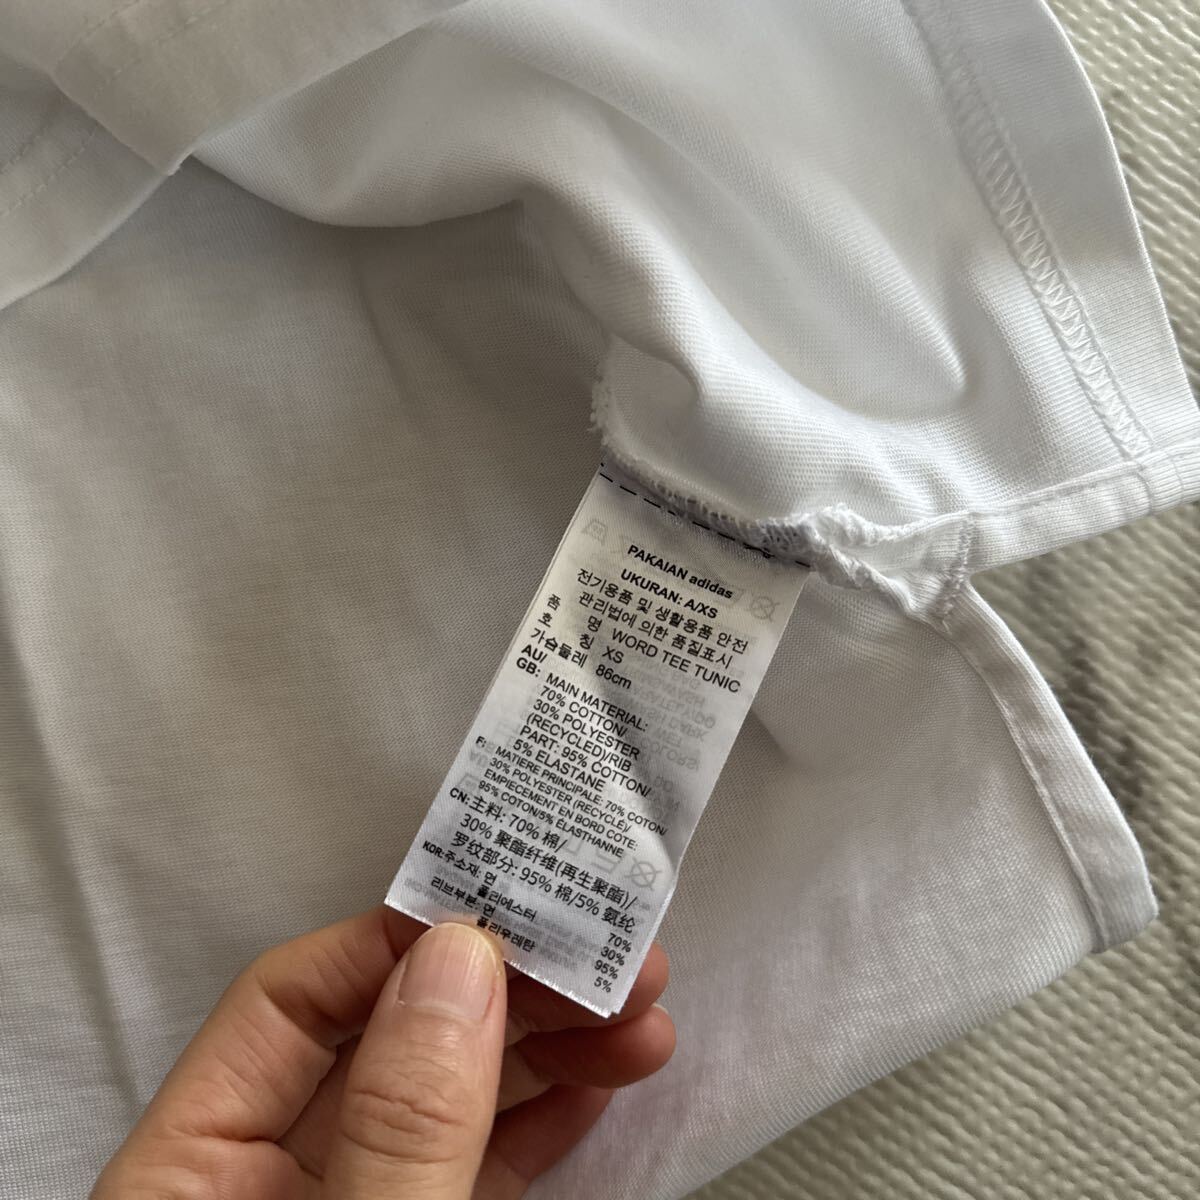 PAKAIAN adidas
UKURAN: A/XS
전기용품 및 생활용품 안전
관리법에 의한 품질표시
품 명 WORD TEE TUNIC
호 칭 XS
가슴둘레 86cm
AU/
GB: MAIN MATERIAL:
70% COTTON/
30% POLYESTER
(RECYCLED)/RIB
PART: 95% COTTON/
5% ELASTANE
F: MATIERE PRINCIPALE: 70% COTON/
30% POLYESTER (RECYCLÉ)/
EMPIECEMENT EN BORD COTE:
95% COTON/5% ÉLASTHANNE
CN: 主料: 70% 棉/
30% 聚酯纤维(再生聚酯)/
罗纹部分: 95% 棉/5% 氨纶
KOR: 주소재: 면 70%
폴리에스터 30%
리브부분: 면 95%
폴리우레탄 5%